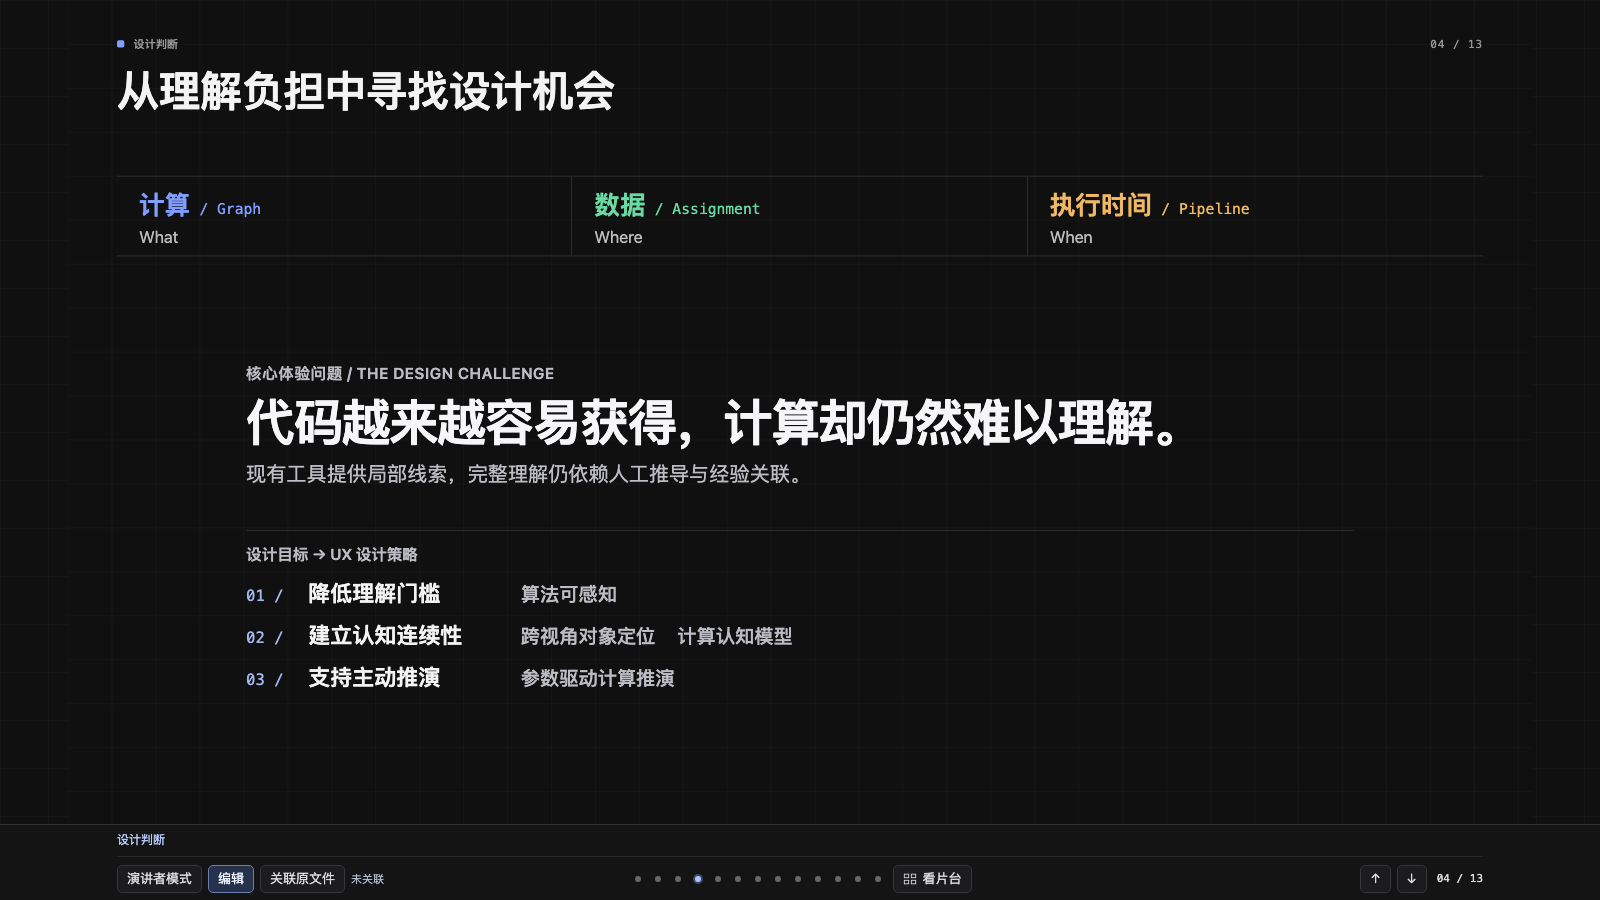 设计判断
04 / 13
从理解负担中寻找设计机会
计算 / Graph
What
数据 / Assignment
Where
执行时间 / Pipeline
When
核心体验问题 / THE DESIGN CHALLENGE
代码越来越容易获得，计算却仍然难以理解。
现有工具提供局部线索，完整理解仍依赖人工推导与经验关联。
设计目标 → UX 设计策略
01 / 降低理解门槛 算法可感知
02 / 建立认知连续性 跨视角对象定位 计算认知模型
03 / 支持主动推演 参数驱动计算推演
设计判断
演讲者模式 编辑 关联原文件 未关联 看片台 ↑ ↓ 04 / 13